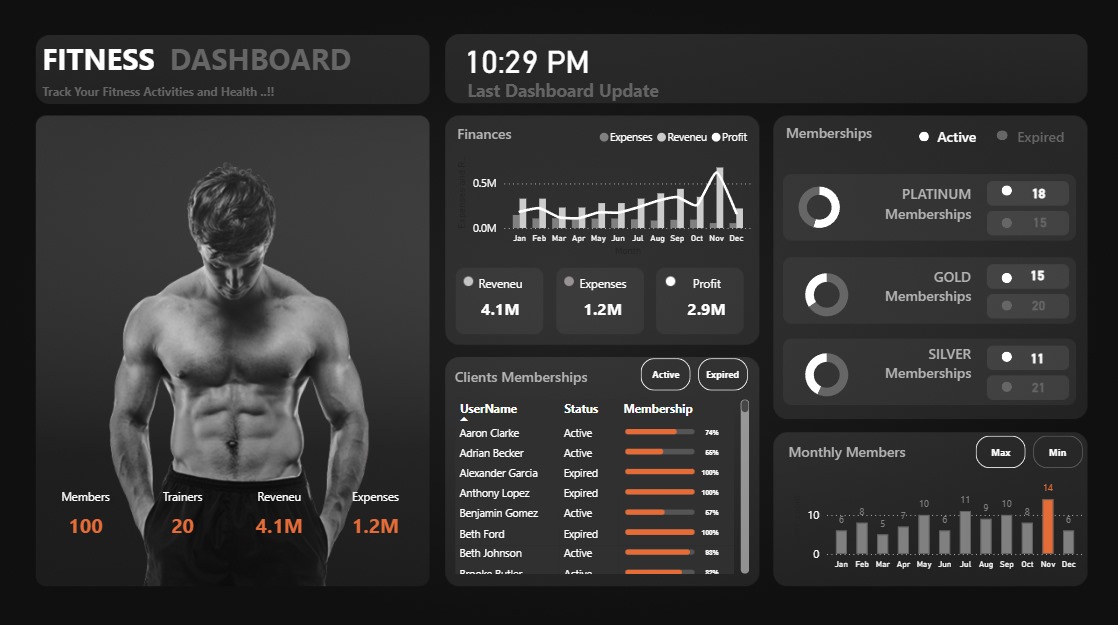 FITNESS DASHBOARD
Track Your Fitness Activities and Health ..!!
10:29 PM
Last Dashboard Update
Members Trainers Reveneu Expenses
100 20 4.1M 1.2M
Finances
Expenses Reveneu Profit
0.5M
0.0M
Jan Feb Mar Apr May Jun Jul Aug Sep Oct Nov Dec
Reveneu Expenses Profit
4.1M 1.2M 2.9M
Clients Memberships Active Expired
UserName Status Membership
Aaron Clarke Active 74%
Adrian Becker Active
Alexander Garcia Expired 100%
Anthony Lopez Expired 100%
Benjamin Gomez Active 57%
Beth Ford Expired 100%
Beth Johnson Active 93%
Brooke Butler Active 82%
Memberships Active Expired
PLATINUM
Memberships
18
15
GOLD
Memberships
15
20
SILVER
Memberships
11
21
Monthly Members Max Min
10
0
6 8 5 7 10 6 11 9 10 8 14 6
Jan Feb Mar Apr May Jun Jul Aug Sep Oct Nov Dec